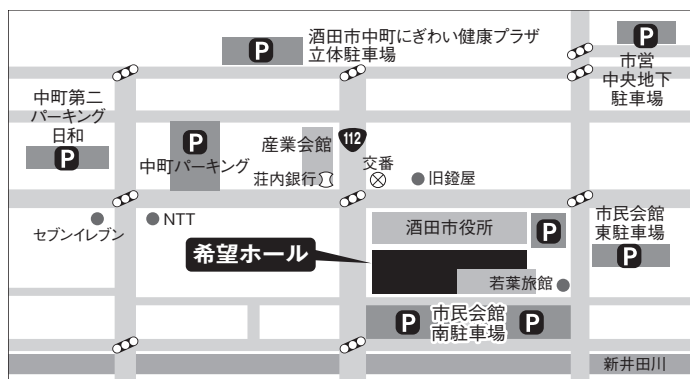 P
酒田市中町にぎわい健康プラザ
立体駐車場
P
市営
中央地下
駐車場
中町第二
パーキング
日和
P
P
中町パーキング
産業会館
112
荘内銀行
交番
旧鐙屋
セブンイレブン
NTT
酒田市役所
P
市民会館
東駐車場
P
希望ホール
若葉旅館
P
市民会館
南駐車場
P
新井田川